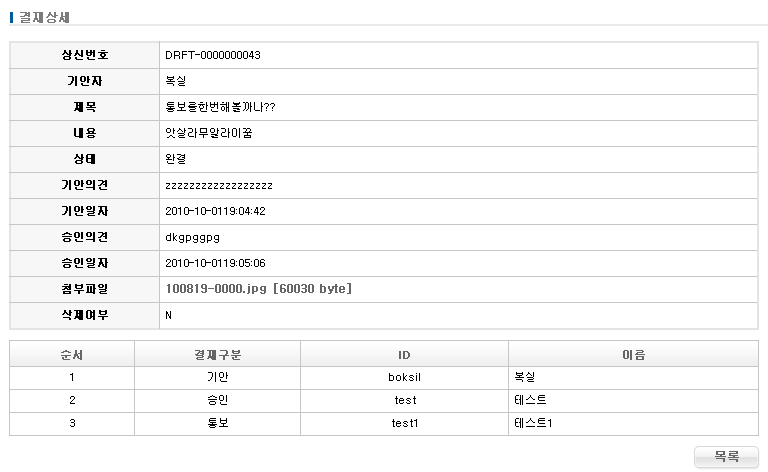 결재상세
상신번호 DRFT-0000000043
기안자 복실
제목 통보를한번해볼까나??
내용 앗살라무알라이꿈
상태 완결
기안의견 zzzzzzzzzzzzzzzzzz
기안일자 2010-10-0119:04:42
승인의견 dkgpggpg
승인일자 2010-10-0119:05:06
첨부파일 100819-0000.jpg [60030 byte]
삭제여부 N
순서 결재구분 ID 이름
1 기안 boksil 복실
2 승인 test 테스트
3 통보 test1 테스트1
목록